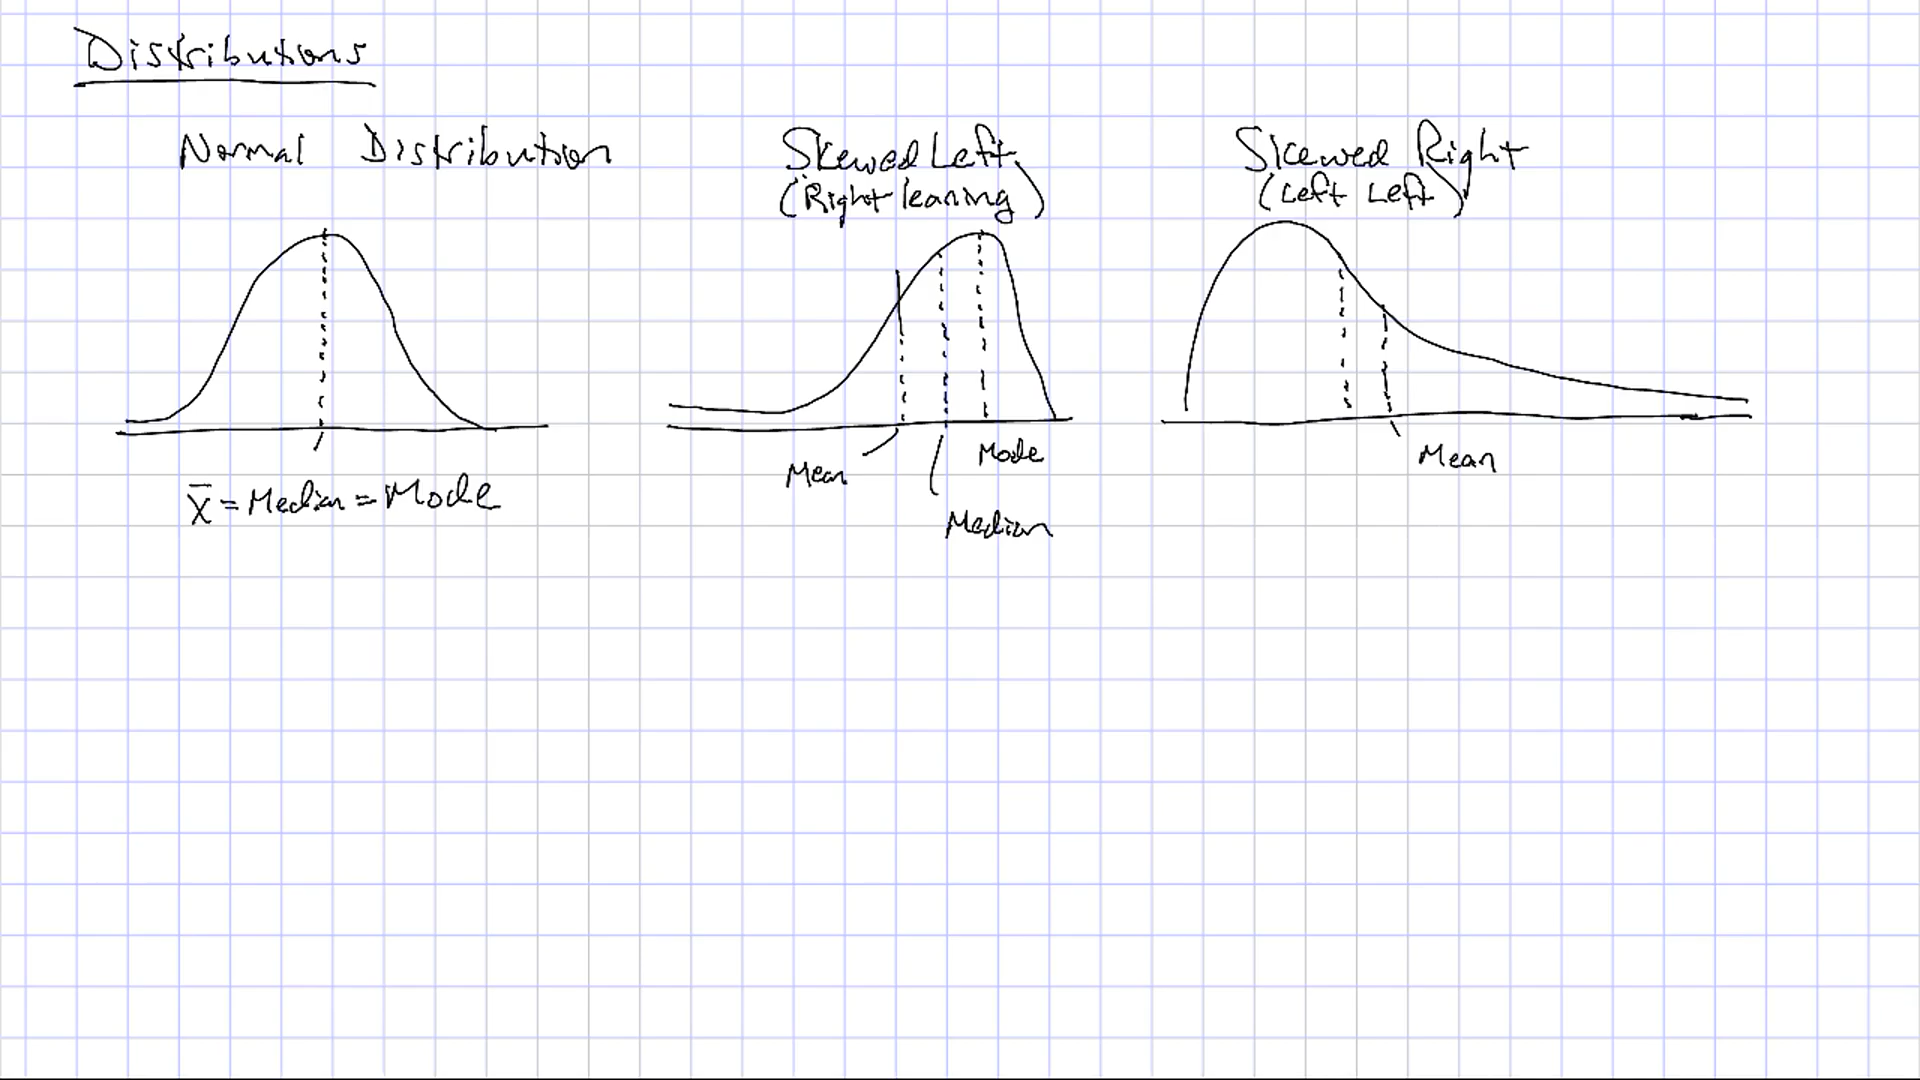 Distributions
Normal Distribution
x̄ = Median = Mode
Skewed Left
(Right leaning)
Mean
Mode
Median
Skewed Right
(Left Left)
Mean